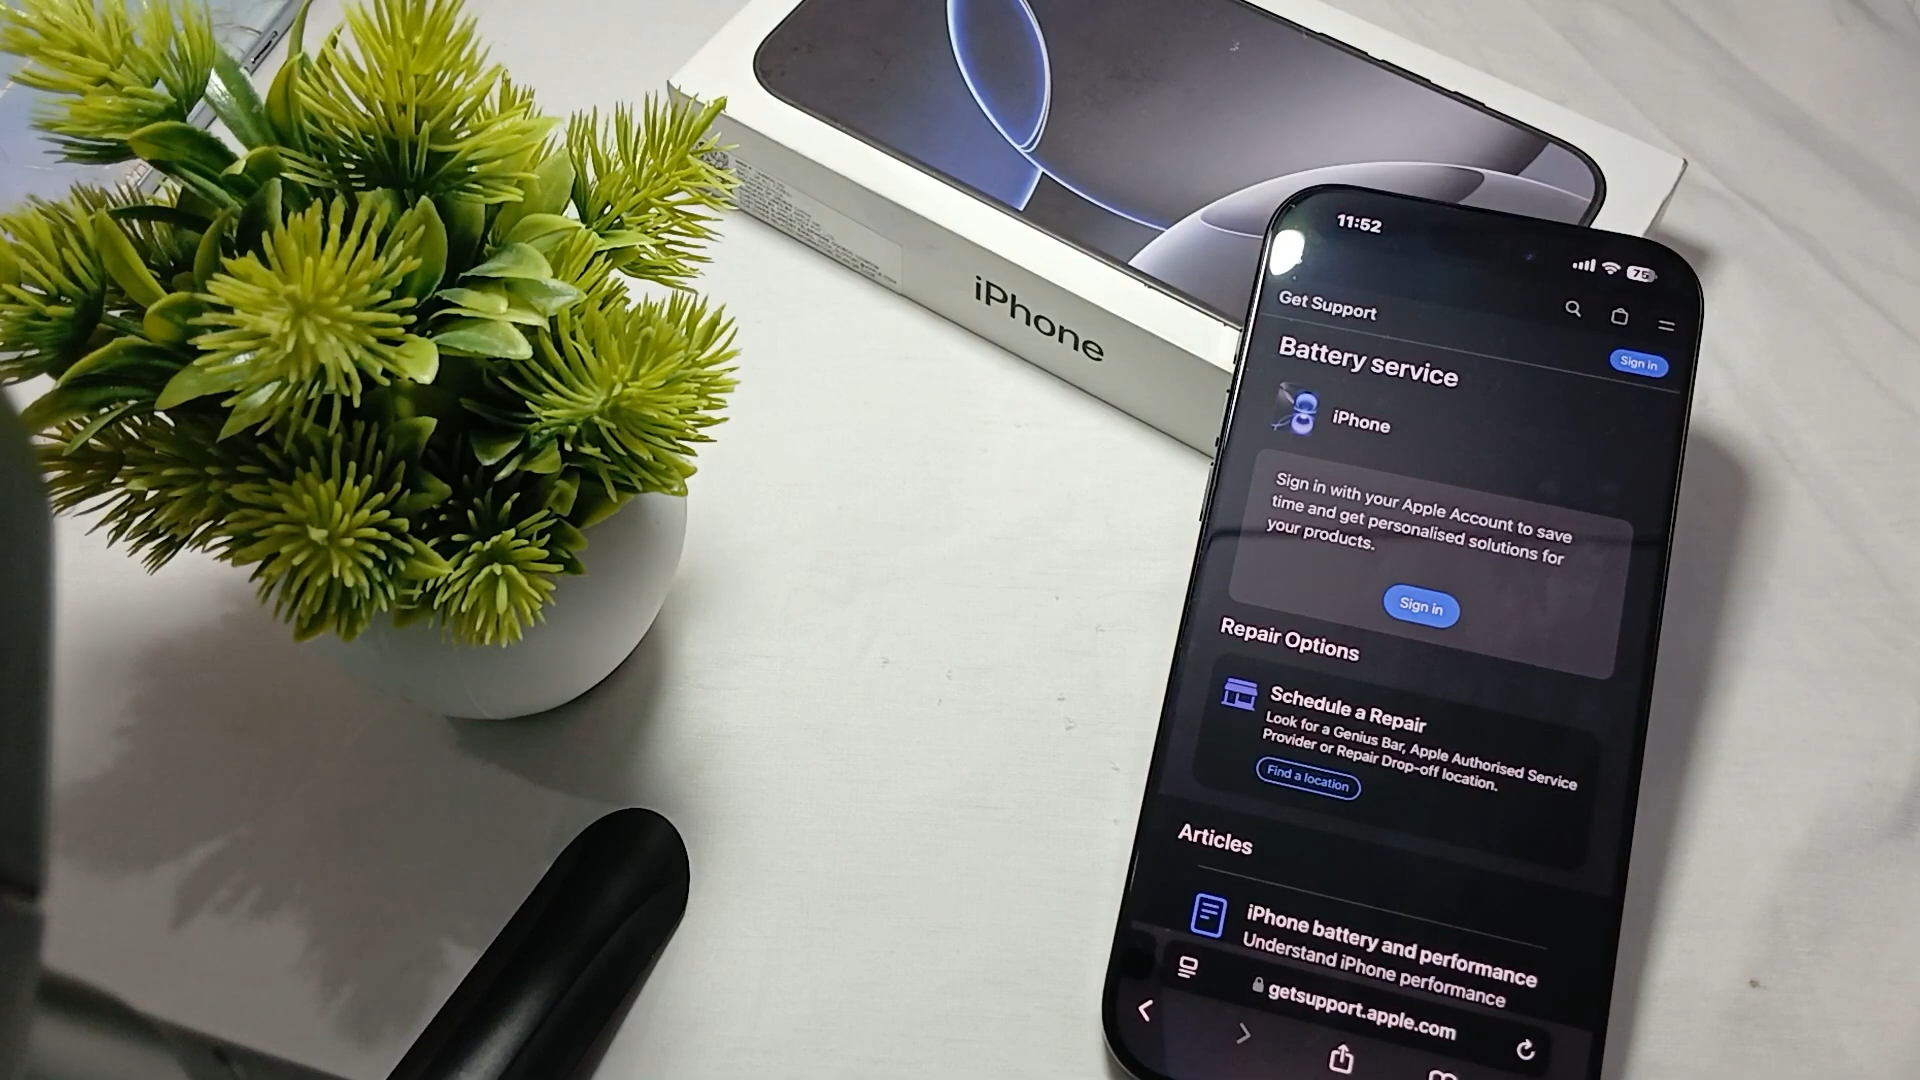 iPhone
11:52
75
Get Support
Sign in
Battery service
iPhone
Sign in with your Apple Account to save
time and get personalised solutions for
your products.
Sign in
Repair Options
Schedule a Repair
Look for a Genius Bar, Apple Authorised Service
Provider or Repair Drop-off location.
Find a location
Articles
iPhone battery and performance
Understand iPhone performance
getsupport.apple.com